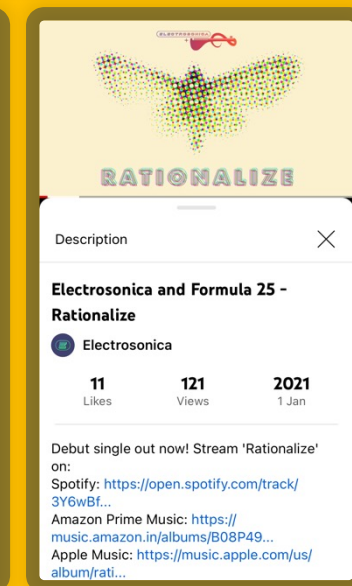 ELECTROSONICA
RATIONALIZE
Description
Electrosonica and Formula 25 -
Rationalize
Electrosonica
11 121 2021
Likes Views 1 Jan
Debut single out now! Stream 'Rationalize'
on:
Spotify: https://open.spotify.com/track/
3Y6wBf...
Amazon Prime Music: https://
music.amazon.in/albums/B08P49...
Apple Music: https://music.apple.com/us/
album/rati...